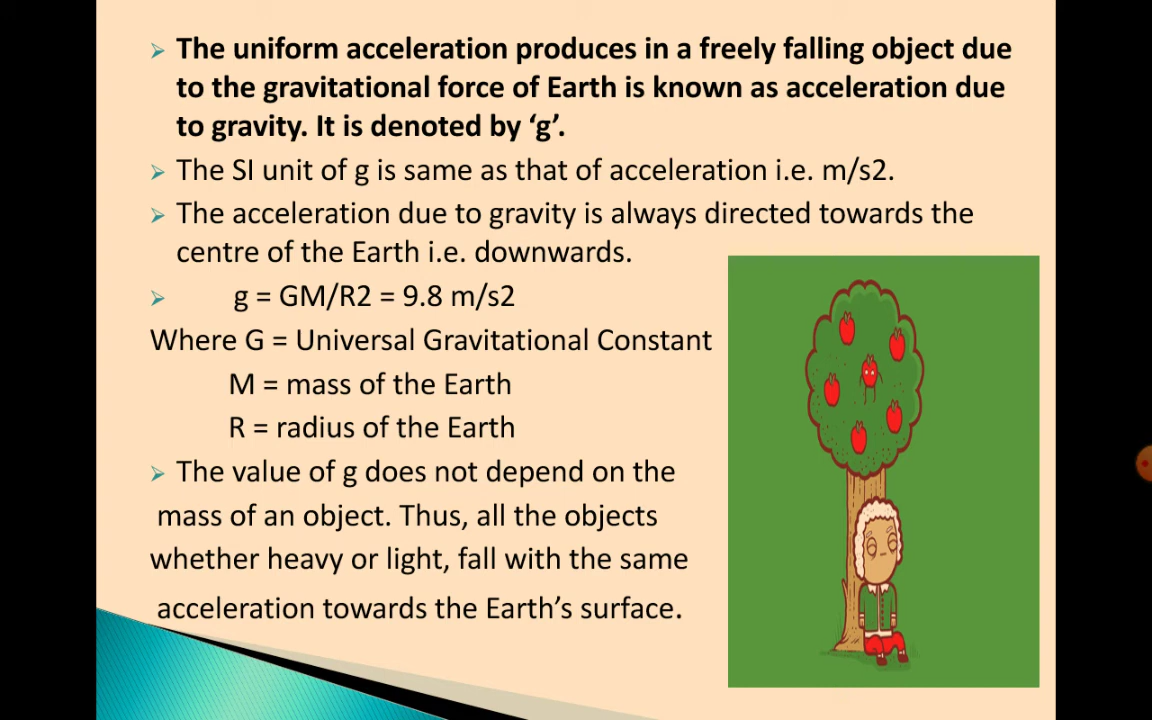 The uniform acceleration produces in a freely falling object due
to the gravitational force of Earth is known as acceleration due
to gravity. It is denoted by ‘g’.
The SI unit of g is same as that of acceleration i.e. m/s2.
The acceleration due to gravity is always directed towards the
centre of the Earth i.e. downwards.
g = GM/R2 = 9.8 m/s2
Where G = Universal Gravitational Constant
M = mass of the Earth
R = radius of the Earth
The value of g does not depend on the
mass of an object. Thus, all the objects
whether heavy or light, fall with the same
acceleration towards the Earth’s surface.